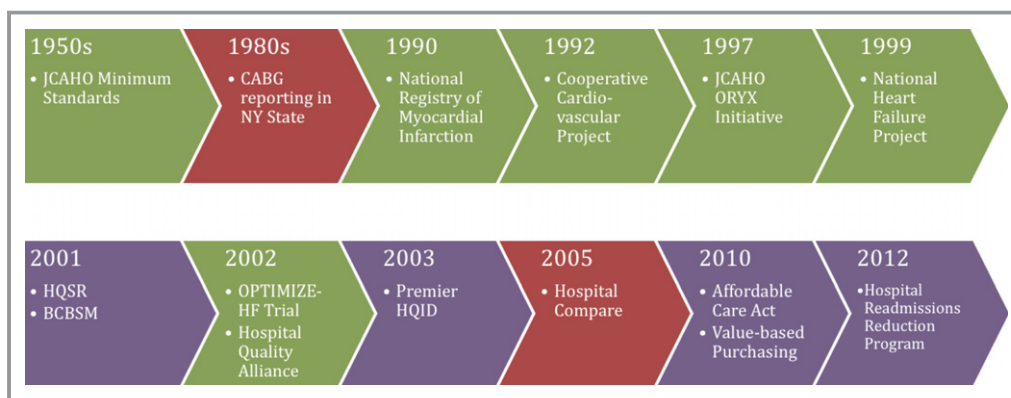 1950s
• JCAHO Minimum
Standards
1980s
• CABG
reporting in
NY State
1990
• National
Registry of
Myocardial
Infarction
1992
• Cooperative
Cardio-
vascular
Project
1997
• JCAHO
ORYX
Initiative
1999
• National
Heart
Failure
Project
2001
• HQSR
• BCBSM
2002
• OPTIMIZE-
HF Trial
• Hospital
Quality
Alliance
2003
• Premier
HQID
2005
• Hospital
Compare
2010
• Affordable
Care Act
• Value-based
Purchasing
2012
•Hospital
Readmissions
Reduction
Program